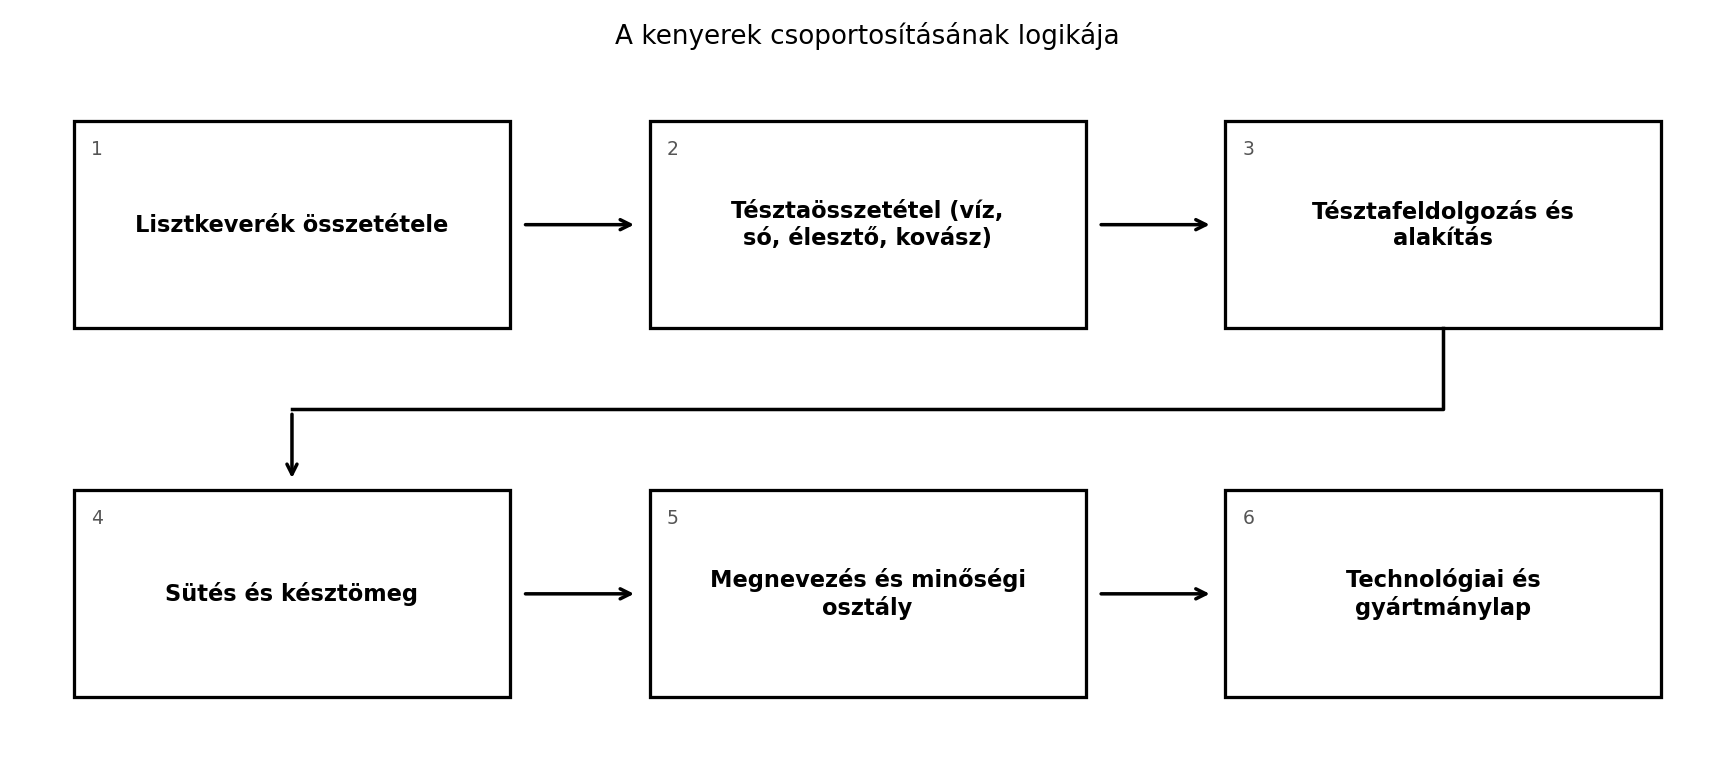 A kenyerek csoportosításának logikája
1
Lisztkeverék összetétele
2
Tésztaösszetétel (víz,
só, élesztő, kovász)
3
Tésztafeldolgozás és
alakítás
4
Sütés és késztömeg
5
Megnevezés és minőségi
osztály
6
Technológiai és
gyártmánylap